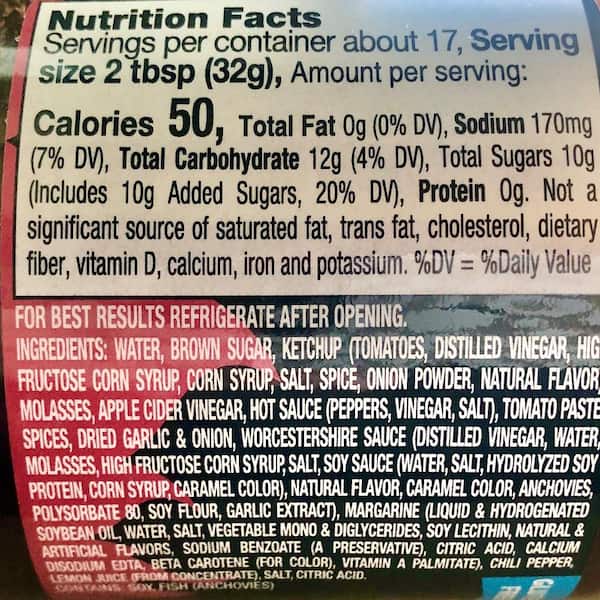 Nutrition Facts
Servings per container about 17, Serving
size 2 tbsp (32g), Amount per serving:
Calories 50, Total Fat 0g (0% DV), Sodium 170mg
(7% DV), Total Carbohydrate 12g (4% DV), Total Sugars 10g
(Includes 10g Added Sugars, 20% DV), Protein 0g. Not a
significant source of saturated fat, trans fat, cholesterol, dietary
fiber, vitamin D, calcium, iron and potassium. %DV = %Daily Value
FOR BEST RESULTS REFRIGERATE AFTER OPENING.
INGREDIENTS: WATER, BROWN SUGAR, KETCHUP (TOMATOES, DISTILLED VINEGAR, HIG
FRUCTOSE CORN SYRUP, CORN SYRUP, SALT, SPICE, ONION POWDER, NATURAL FLAVOR
MOLASSES, APPLE CIDER VINEGAR, HOT SAUCE (PEPPERS, VINEGAR, SALT), TOMATO PASTE
SPICES, DRIED GARLIC & ONION, WORCESTERSHIRE SAUCE (DISTILLED VINEGAR, WATER,
MOLASSES, HIGH FRUCTOSE CORN SYRUP, SALT, SOY SAUCE (WATER, SALT, HYDROLYZED SOY
PROTEIN, CORN SYRUP, CARAMEL COLOR), NATURAL FLAVOR, CARAMEL COLOR, ANCHOVIES,
POLYSORBATE 80, SOY FLOUR, GARLIC EXTRACT), MARGARINE (LIQUID & HYDROGENATED
SOYBEAN OIL, WATER, SALT, VEGETABLE MONO & DIGLYCERIDES, SOY LECITHIN, NATURAL &
ARTIFICIAL FLAVORS, SODIUM BENZOATE (A PRESERVATIVE), CITRIC ACID, CALCIUM
DISODIUM EDTA, BETA CAROTENE (FOR COLOR), VITAMIN A PALMITATE), CHILI PEPPER,
LEMON JUICE (FROM CONCENTRATE), SALT, CITRIC ACID.
CONTAINS: SOY, FISH (ANCHOVIES)